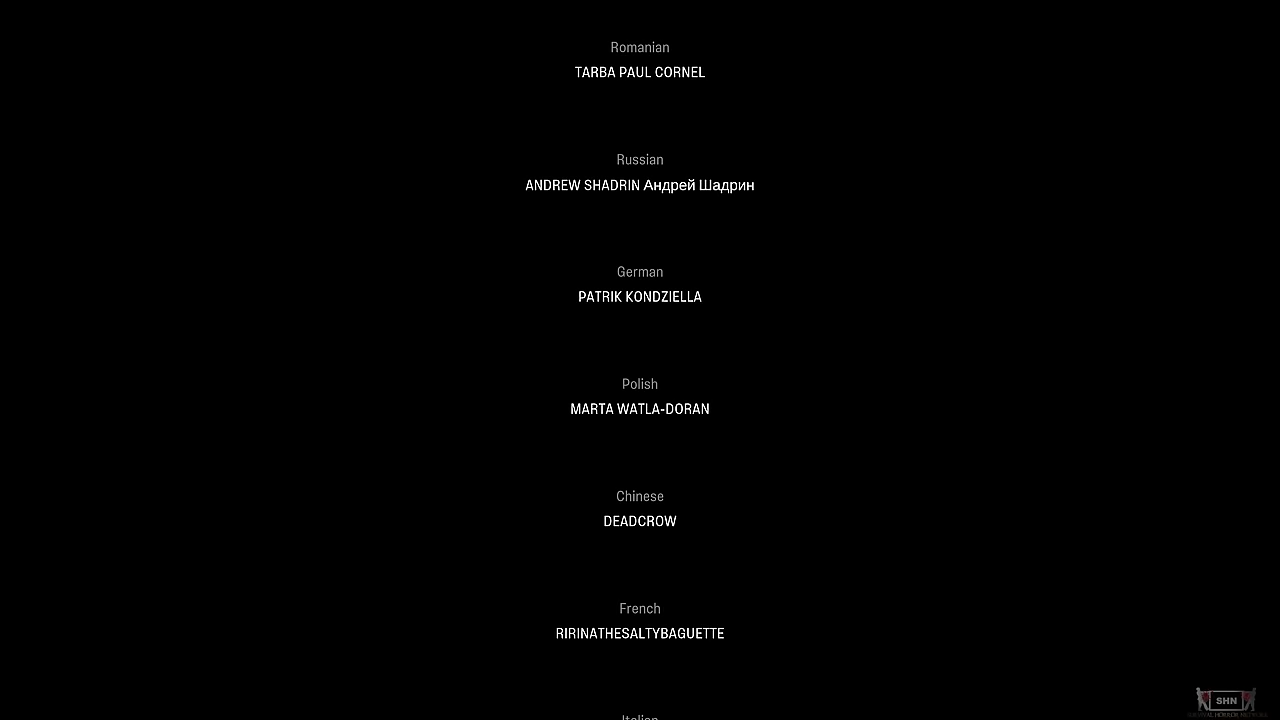 Romanian
TARBA PAUL CORNEL
Russian
ANDREW SHADRIN Андрей Шадрин
German
PATRIK KONDZIELLA
Polish
MARTA WATLA-DORAN
Chinese
DEADCROW
French
RIRINATHESALTYBAGUETTE
Italian
SHN